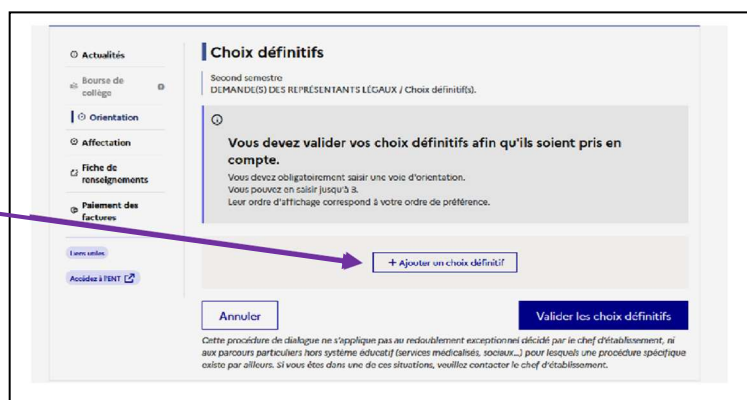 Actualités
Bourse de
collège
Orientation
Affectation
Fiche de
renseignements
Paiement des
factures
Liens utiles
Accédez à l'ENT
Choix définitifs
Second semestre
DEMANDE(S) DES REPRÉSENTANTS LÉGAUX / Choix définitif(s).
Vous devez valider vos choix définitifs afin qu'ils soient pris en
compte.
Vous devez obligatoirement saisir une voie d'orientation.
Vous pouvez en saisir jusqu'à 3.
Leur ordre d'affichage correspond à votre ordre de préférence.
+ Ajouter un choix définitif
Annuler
Valider les choix définitifs
Cette procédure de dialogue ne s'applique pas au redoublement exceptionnel décidé par le chef d'établissement, ni
aux parcours particuliers hors système éducatif (services médicalisés, sociaux...) pour lesquels une procédure spécifique
existe par ailleurs. Si vous êtes dans une de ces situations, veuillez contacter le chef d'établissement.